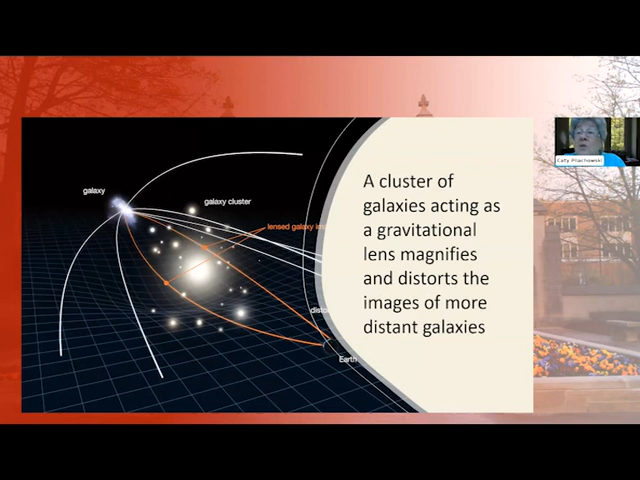 galaxy
galaxy cluster
lensed galaxy
Earth
A cluster of
galaxies acting as
a gravitational
lens magnifies
and distorts the
images of more
distant galaxies
Caty Pilachowski